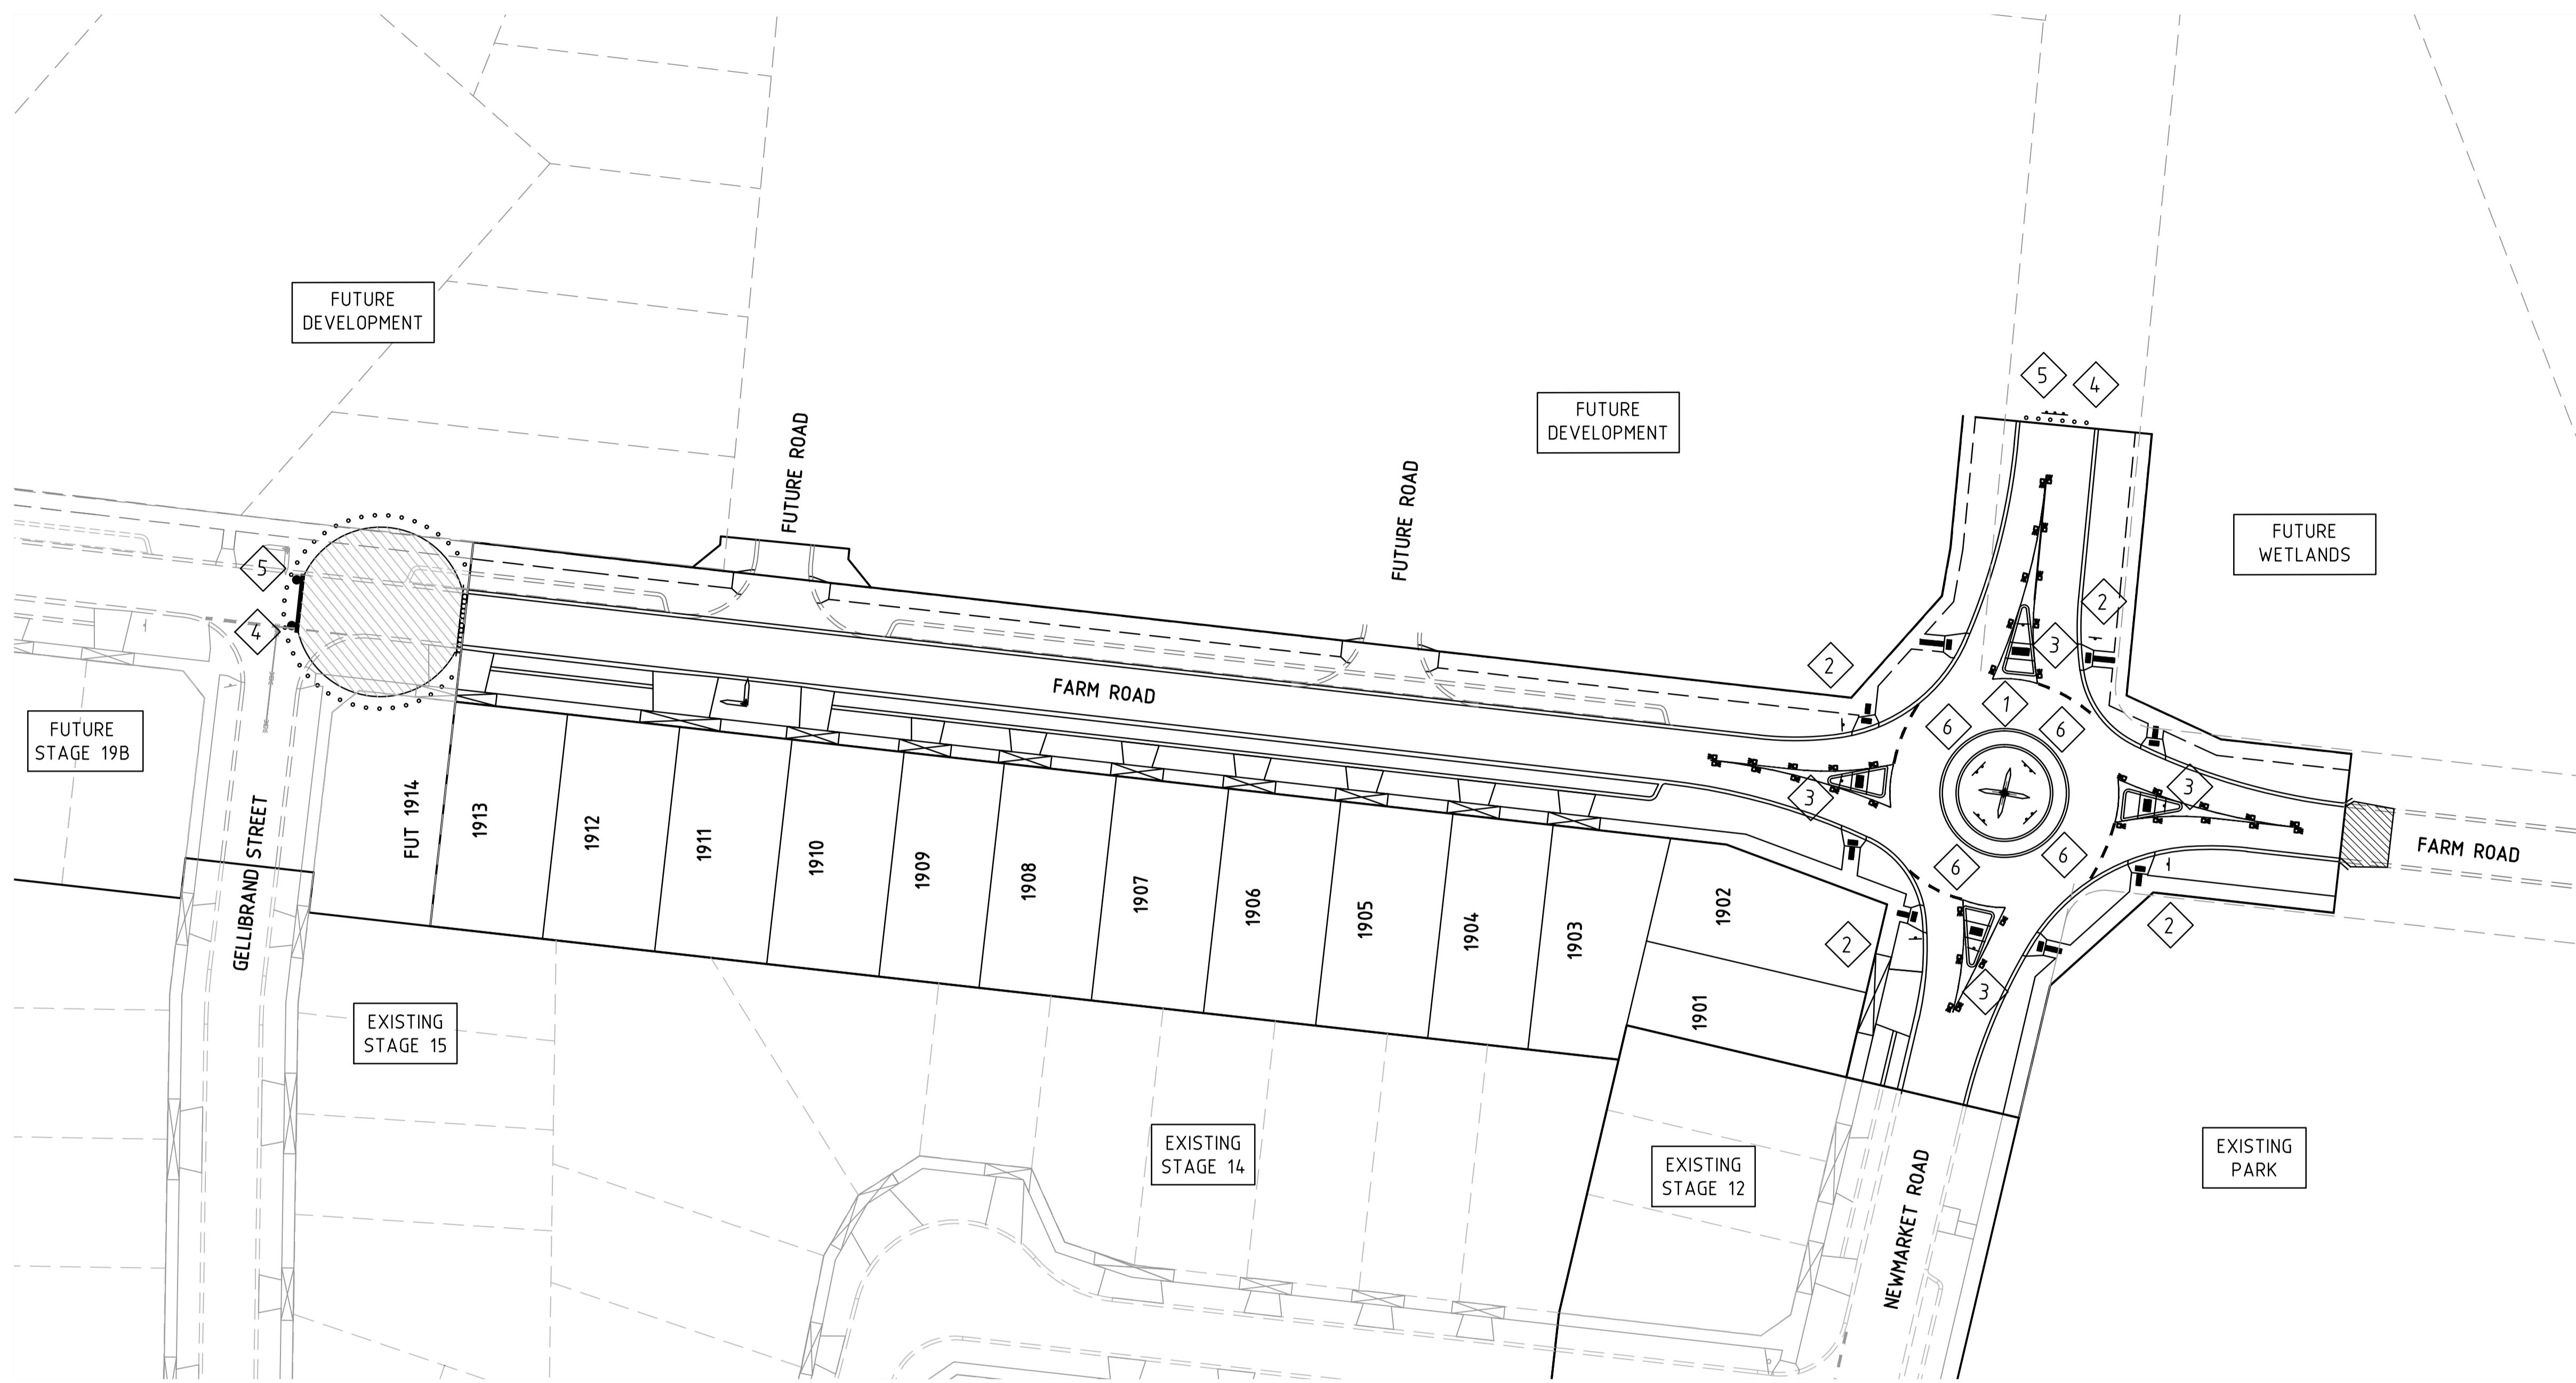 FUTURE
DEVELOPMENT
FUTURE
DEVELOPMENT
5
4
FUTURE ROAD
FUTURE ROAD
FUTURE
WETLANDS
5
4
2
2
3
FARM ROAD
1
6
6
3
3
6
6
FUTURE
STAGE 19B
GELLIBRAND STREET
FUT 1914
1913
1912
1911
1910
1909
1908
1907
1906
1905
1904
1903
1902
1901
FARM ROAD
2
2
3
EXISTING
STAGE 15
EXISTING
STAGE 14
EXISTING
STAGE 12
NEWMARKET ROAD
EXISTING
PARK